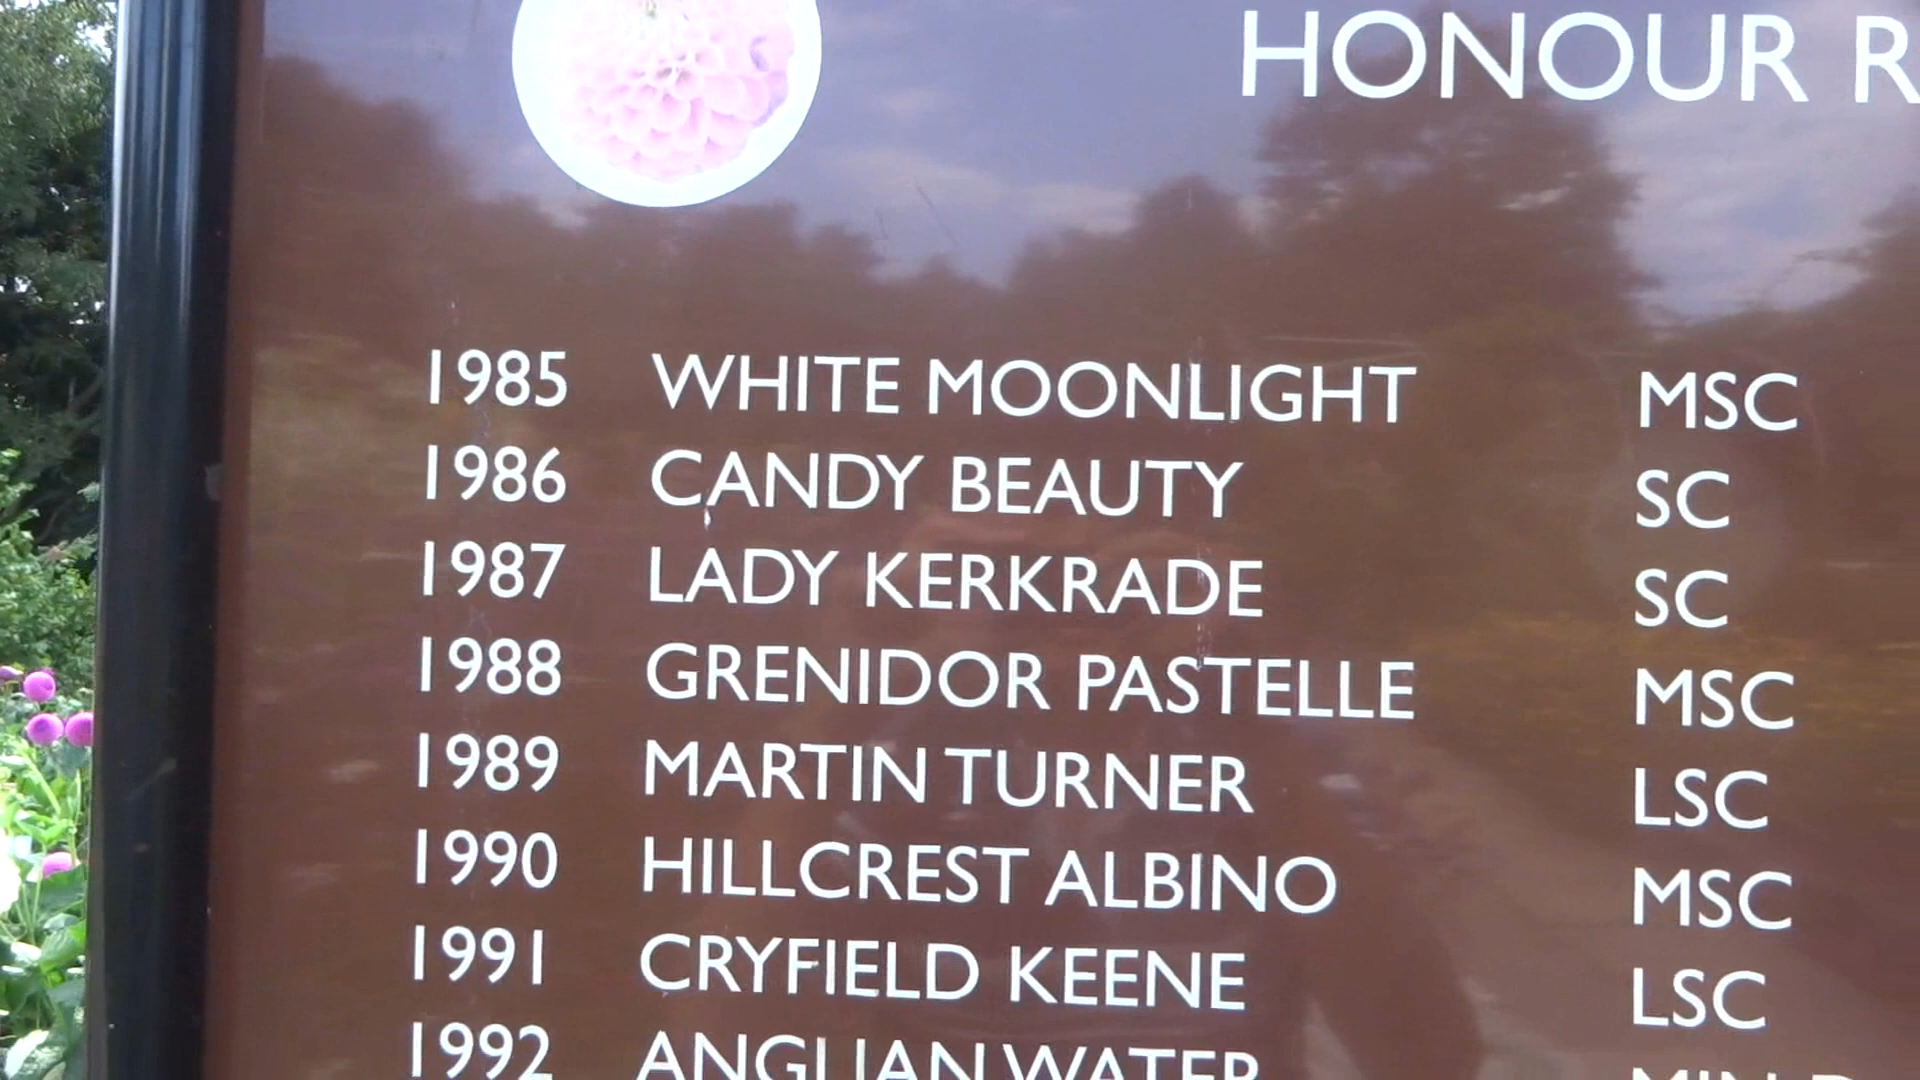 HONOUR R
1985 WHITE MOONLIGHT MSC
1986 CANDY BEAUTY SC
1987 LADY KERKRADE SC
1988 GRENIDOR PASTELLE MSC
1989 MARTIN TURNER LSC
1990 HILLCREST ALBINO MSC
1991 CRYFIELD KEENE LSC
1992 ANGLIAN WATER MIN D